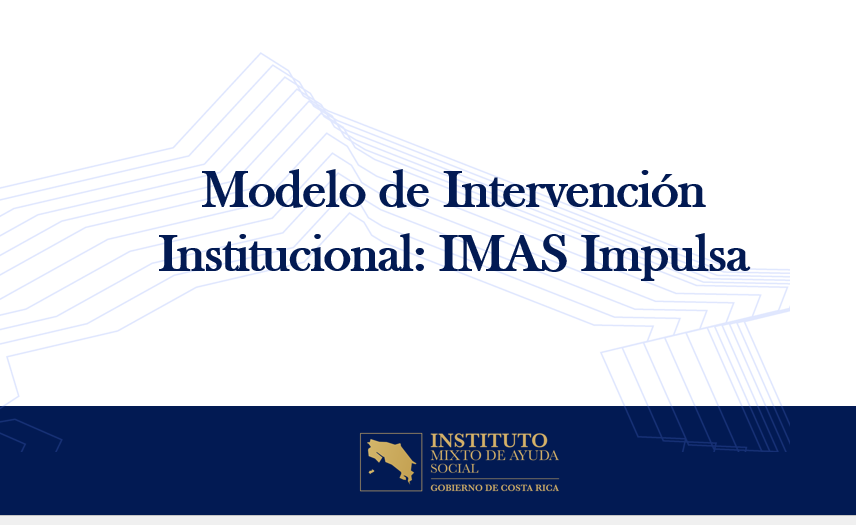 Modelo de Intervención
Institucional: IMAS Impulsa
INSTITUTO
MIXTO DE AYUDA
SOCIAL
GOBIERNO DE COSTA RICA